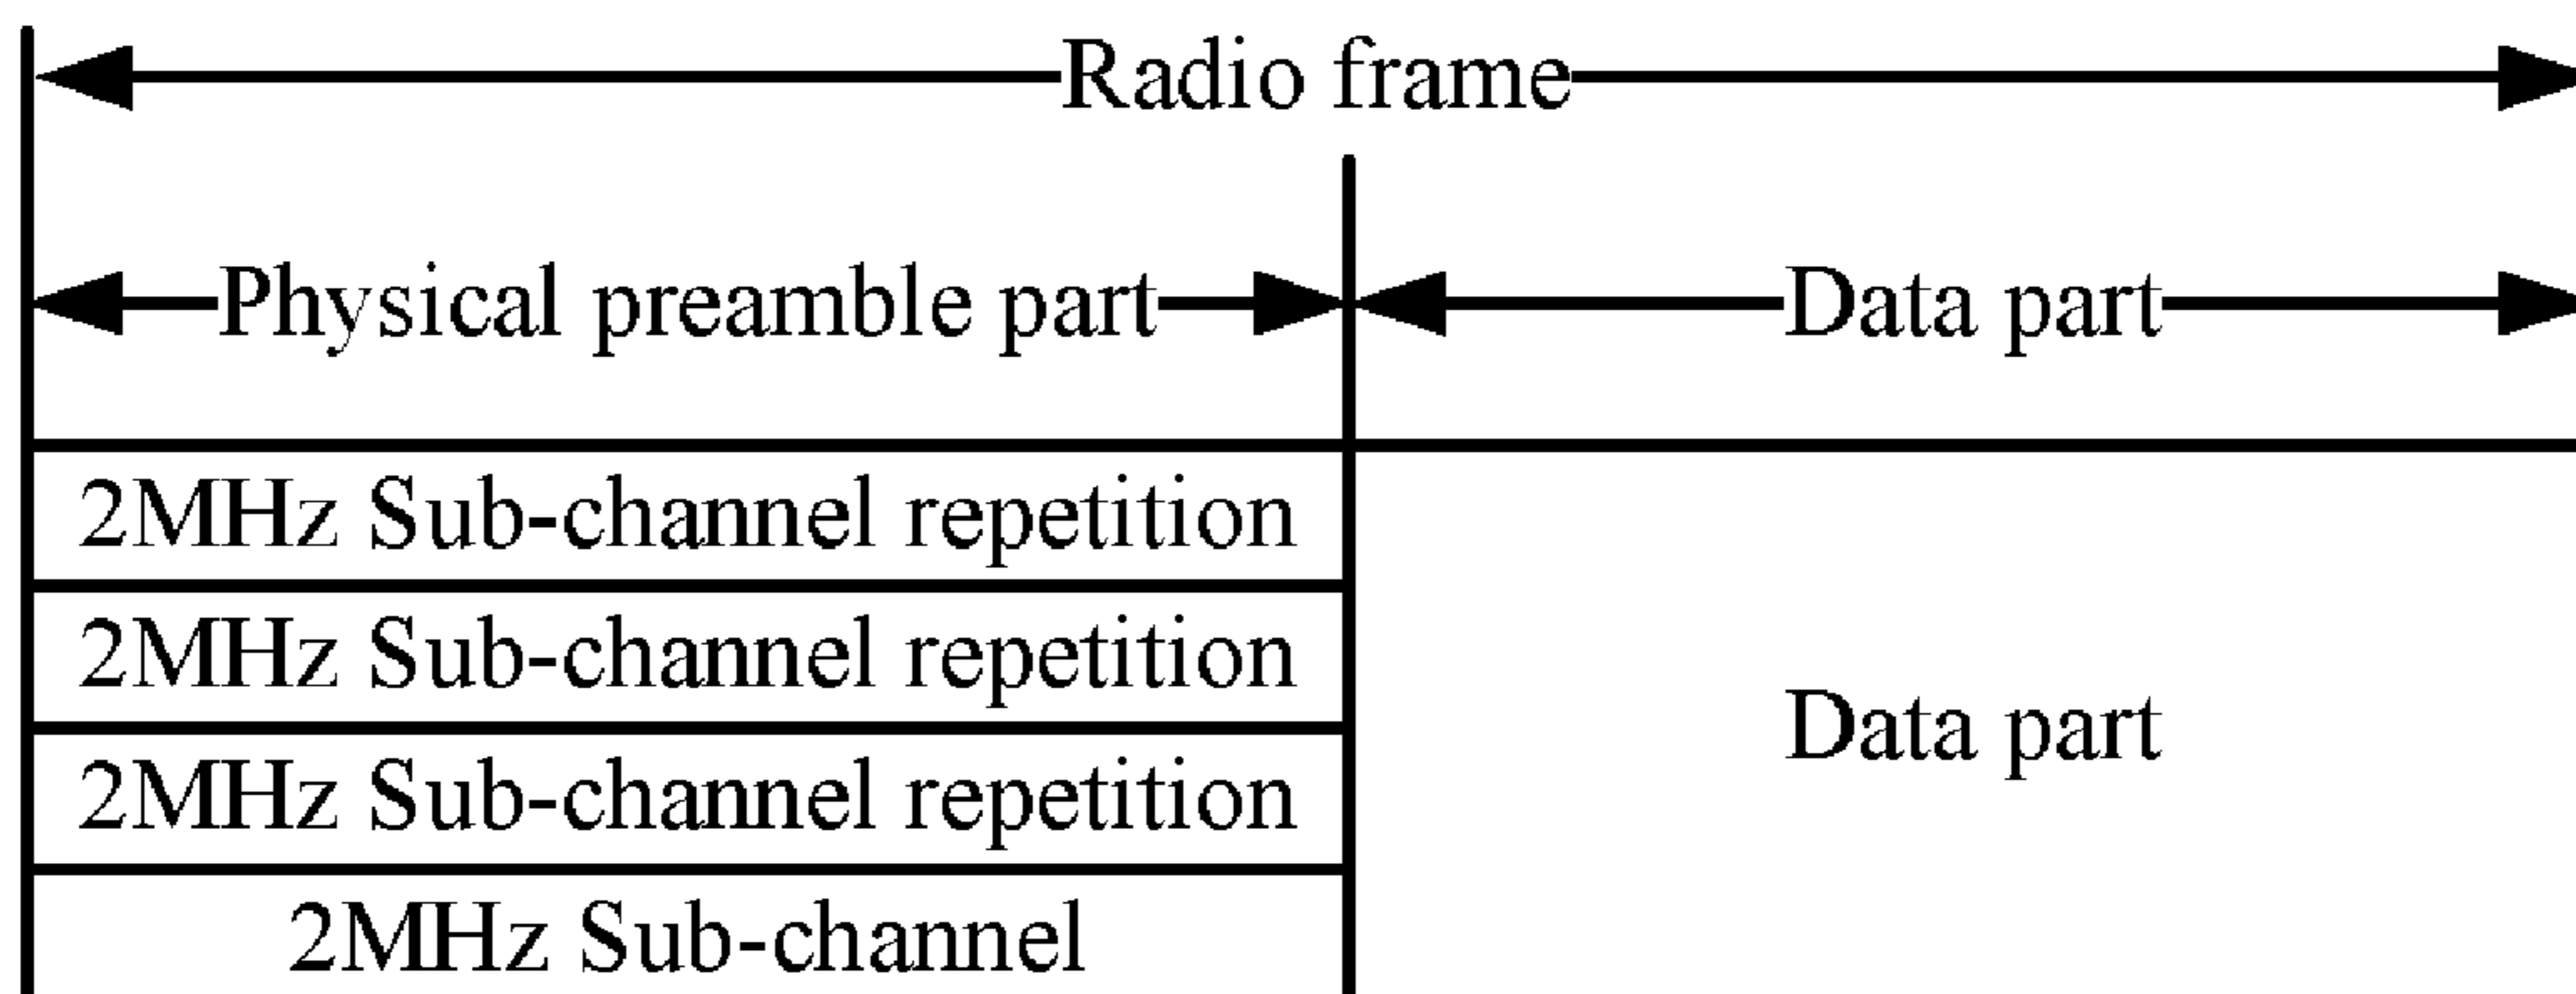 Radio frame
Physical preamble part
Data part
2MHz Sub-channel repetition
2MHz Sub-channel repetition
2MHz Sub-channel repetition
Data part
2MHz Sub-channel